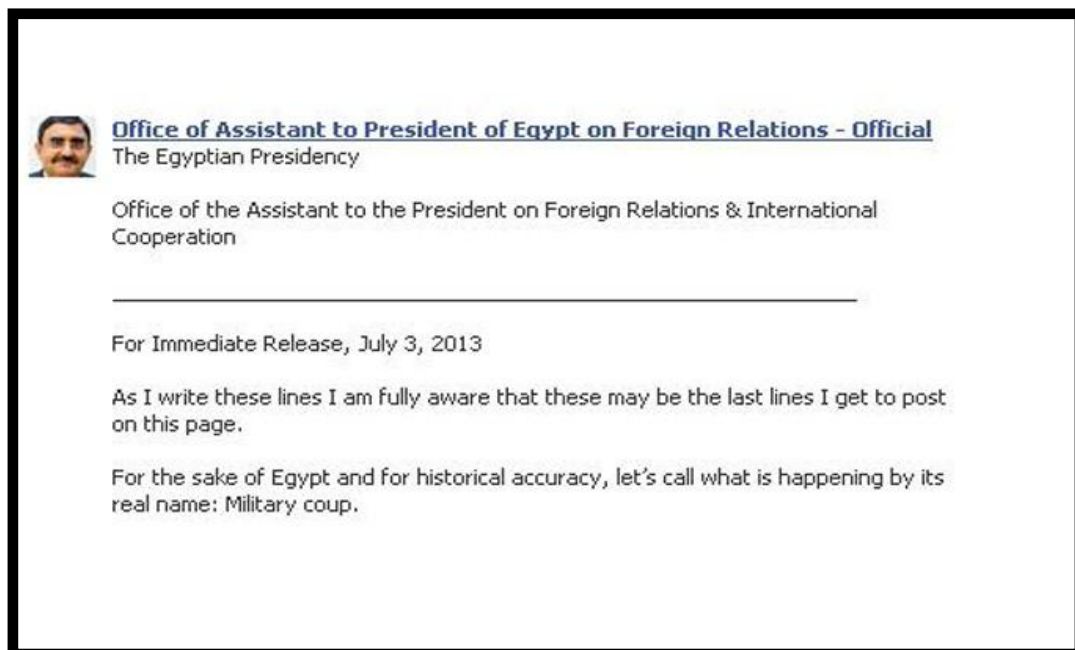 Office of Assistant to President of Egypt on Foreign Relations - Official
The Egyptian Presidency
Office of the Assistant to the President on Foreign Relations & International
Cooperation
For Immediate Release, July 3, 2013
As I write these lines I am fully aware that these may be the last lines I get to post
on this page.
For the sake of Egypt and for historical accuracy, let's call what is happening by its
real name: Military coup.